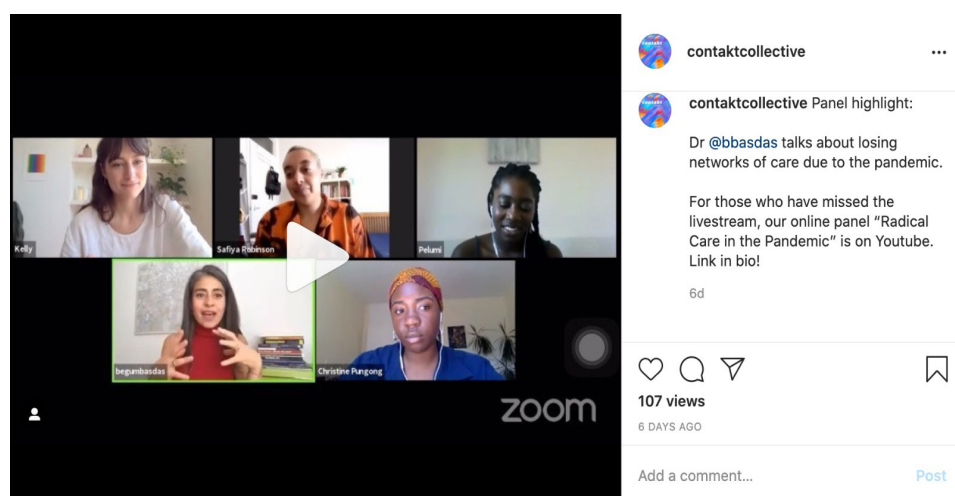 contaktcollective
contaktcollective Panel highlight:
Dr @bbasdas talks about losing
networks of care due to the pandemic.
For those who have missed the
livestream, our online panel “Radical
Care in the Pandemic” is on Youtube.
Link in bio!
6d
107 views
6 DAYS AGO
Add a comment...
Post
Kelly
Safiya Robinson
Pelumi
begumbasdas
Christine Pungong
zoom